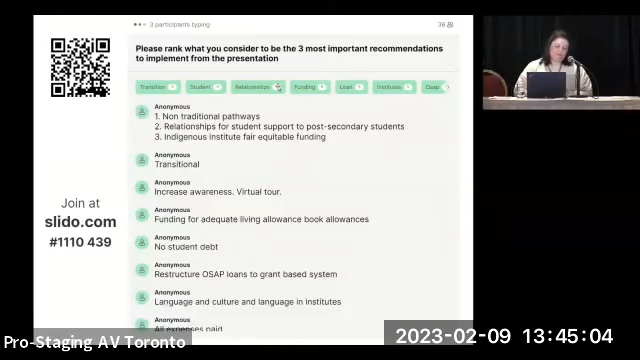 3 participants typing
36
Please rank what you consider to be the 3 most important recommendations
to implement from the presentation
Transition
Student
Relationships
Funding
Loan
Institutes
Osap
Anonymous
1. Non traditional pathways
2. Relationships for student support to post-secondary students
3. Indigenous institute fair equitable funding
Anonymous
Transitional
Anonymous
Increase awareness. Virtual tour.
Anonymous
Funding for adequate living allowance book allowances
Anonymous
No student debt
Anonymous
Restructure OSAP loans to grant based system
Anonymous
Language and culture and language in institutes
Anonymous
All expenses paid
Join at
slido.com
#1110 439
Pro-Staging AV Toronto
2023-02-09 13:45:04